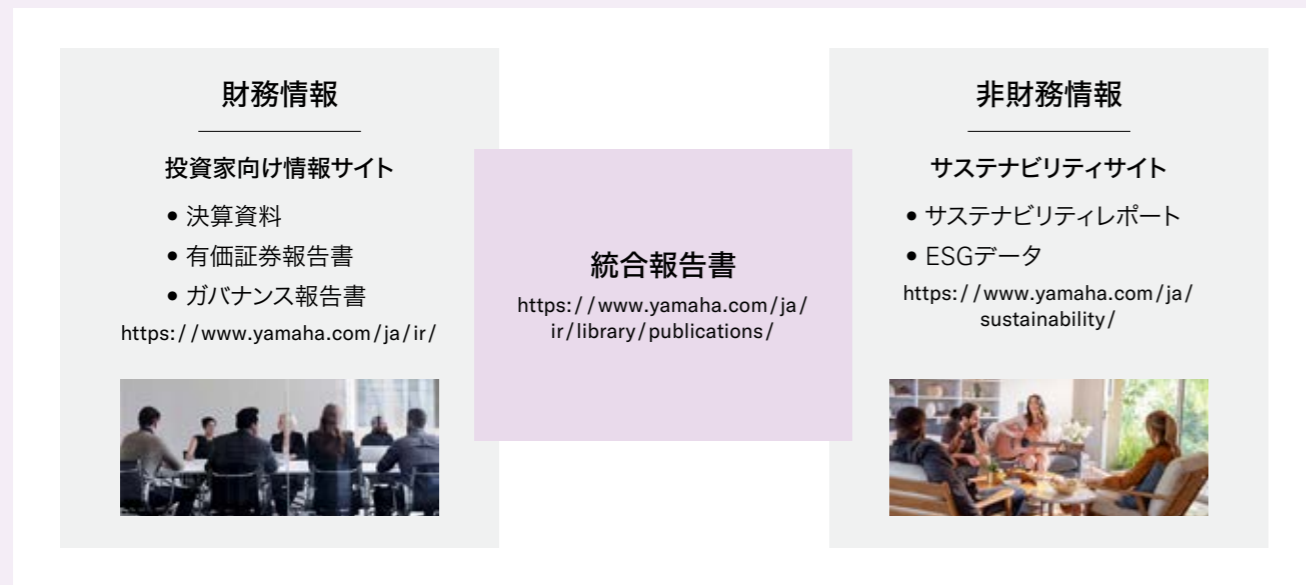 財務情報
投資家向け情報サイト
• 決算資料
• 有価証券報告書
• ガバナンス報告書
https://www.yamaha.com/ja/ir/
統合報告書
https://www.yamaha.com/ja/
ir/library/publications/
非財務情報
サステナビリティサイト
• サステナビリティレポート
• ESGデータ
https://www.yamaha.com/ja/
sustainability/